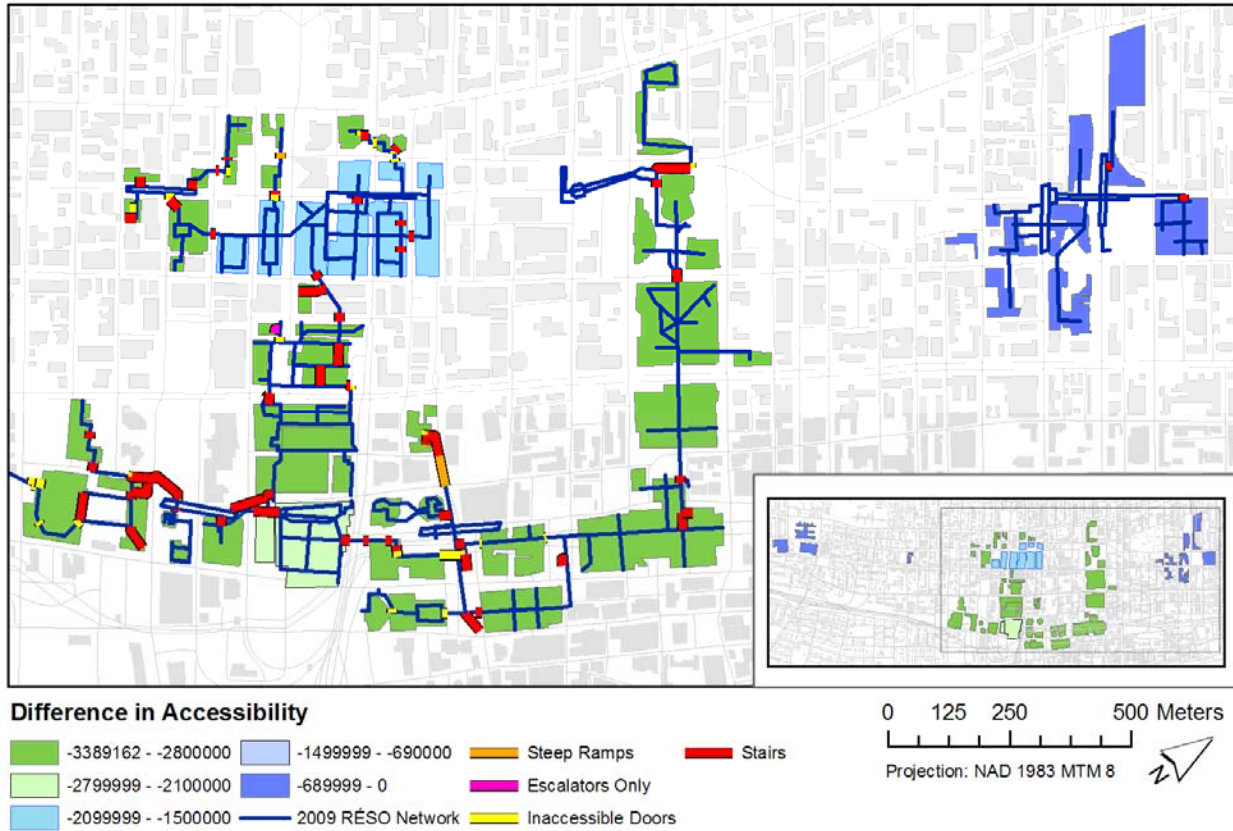 Difference in Accessibility
-3389162 - -2800000
-2799999 - -2100000
-2099999 - -1500000
-1499999 - -690000
-689999 - 0
2009 RÉSO Network
Steep Ramps
Escalators Only
Inaccessible Doors
Stairs
0 125 250 500 Meters
Projection: NAD 1983 MTM 8
N